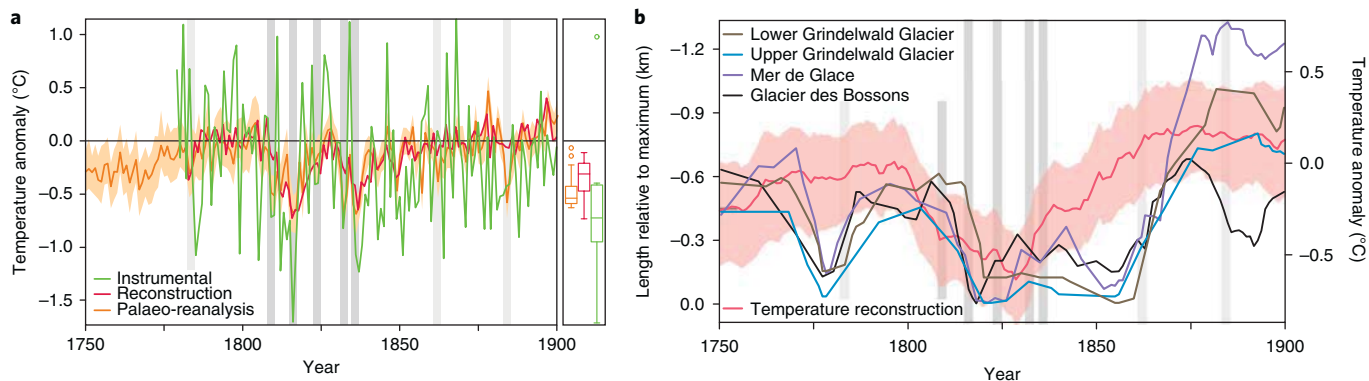 a
Temperature anomaly (°C)
1.0
0.5
0.0
−0.5
−1.0
−1.5
Instrumental
Reconstruction
Palaeo-reanalysis
1750
1800
1850
1900
Year
b
Length relative to maximum (km)
−1.2
−0.9
−0.6
−0.3
0.0
Lower Grindelwald Glacier
Upper Grindelwald Glacier
Mer de Glace
Glacier des Bossons
Temperature reconstruction
0.5
0.0
−0.5
Temperature anomaly (°C)
1750
1800
1850
1900
Year